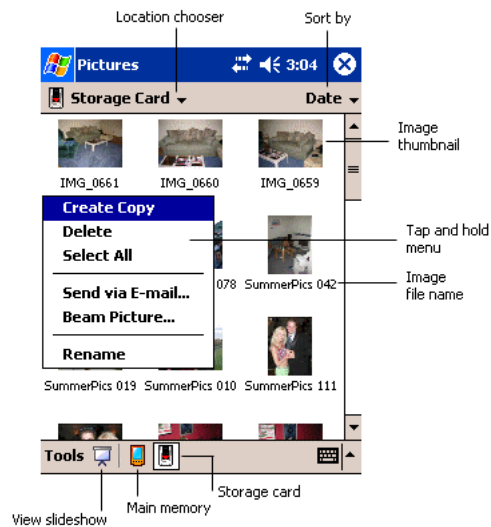 Location chooser
Sort by
Pictures
3:04
Storage Card
Date
Image
thumbnail
IMG_0661
IMG_0660
IMG_0659
Create Copy
Delete
Select All
Send via E-mail...
Beam Picture...
Rename
Tap and hold
menu
078
SummerPics 042
Image
file name
SummerPics 019
SummerPics 010
SummerPics 111
Tools
Storage card
Main memory
View slideshow